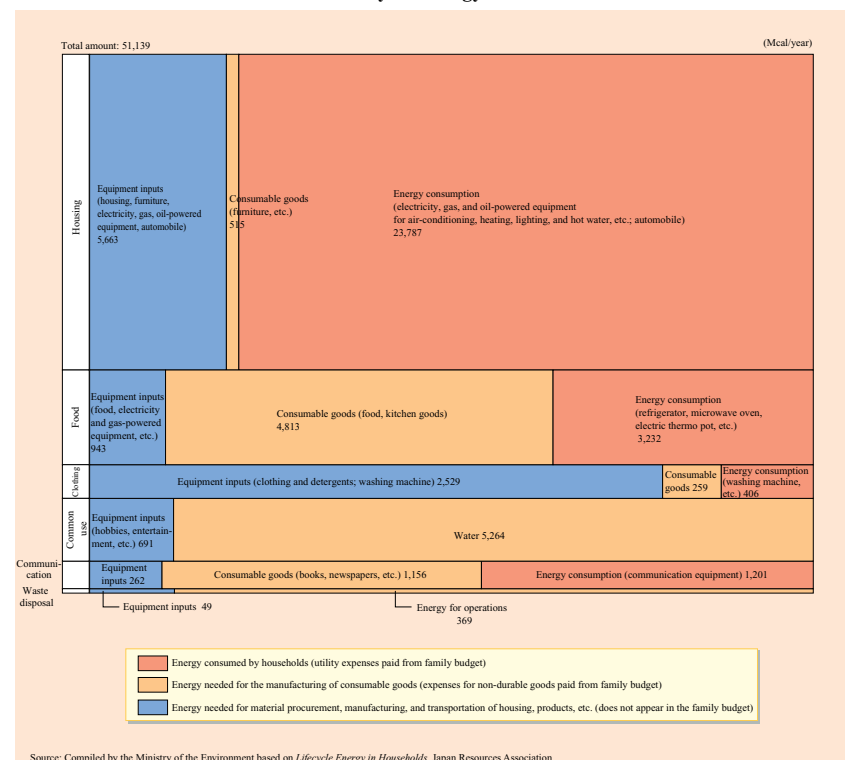 Total amount: 51,139
(Mcal/year)
Housing
Equipment inputs
(housing, furniture,
electricity, gas, oil-powered
equipment, automobile)
5,663
Consumable goods
(furniture, etc.)
515
Energy consumption
(electricity, gas, and oil-powered equipment
for air-conditioning, heating, lighting, and hot water, etc.; automobile)
23,787
Food
Equipment inputs
(food, electricity
and gas-powered
equipment, etc.)
943
Consumable goods (food, kitchen goods)
4,813
Energy consumption
(refrigerator, microwave oven,
electric thermo pot, etc.)
3,232
Clothing
Equipment inputs (clothing and detergents; washing machine) 2,529
Consumable
goods 259
Energy consumption
(washing machine,
etc.) 406
Common
use
Equipment inputs
(hobbies, entertain-
ment, etc.) 691
Water 5,264
Communi-
cation
Equipment
inputs 262
Consumable goods (books, newspapers, etc.) 1,156
Energy consumption (communication equipment) 1,201
Waste
disposal
Equipment inputs 49
Energy for operations
369
Energy consumed by households (utility expenses paid from family budget)
Energy needed for the manufacturing of consumable goods (expenses for non-durable goods paid from family budget)
Energy needed for material procurement, manufacturing, and transportation of housing, products, etc. (does not appear in the family budget)
Source: Compiled by the Ministry of the Environment based on Lifecycle Energy in Households, Japan Resources Association